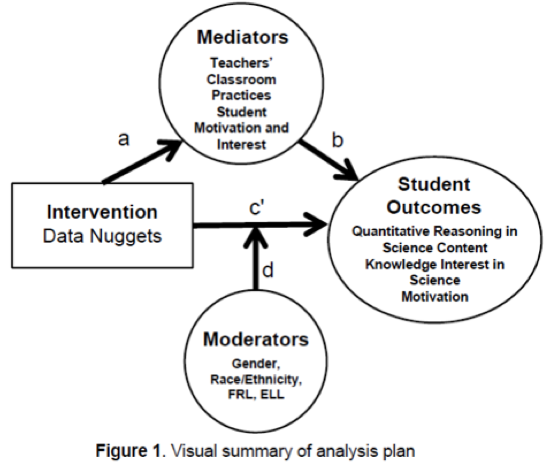 Mediators
Teachers'
Classroom
Practices
Student
Motivation and
Interest
a
b
Intervention
Data Nuggets
c'
Student
Outcomes
Quantitative Reasoning in
Science Content
Knowledge Interest in
Science
Motivation
d
Moderators
Gender,
Race/Ethnicity,
FRL, ELL
Figure 1. Visual summary of analysis plan